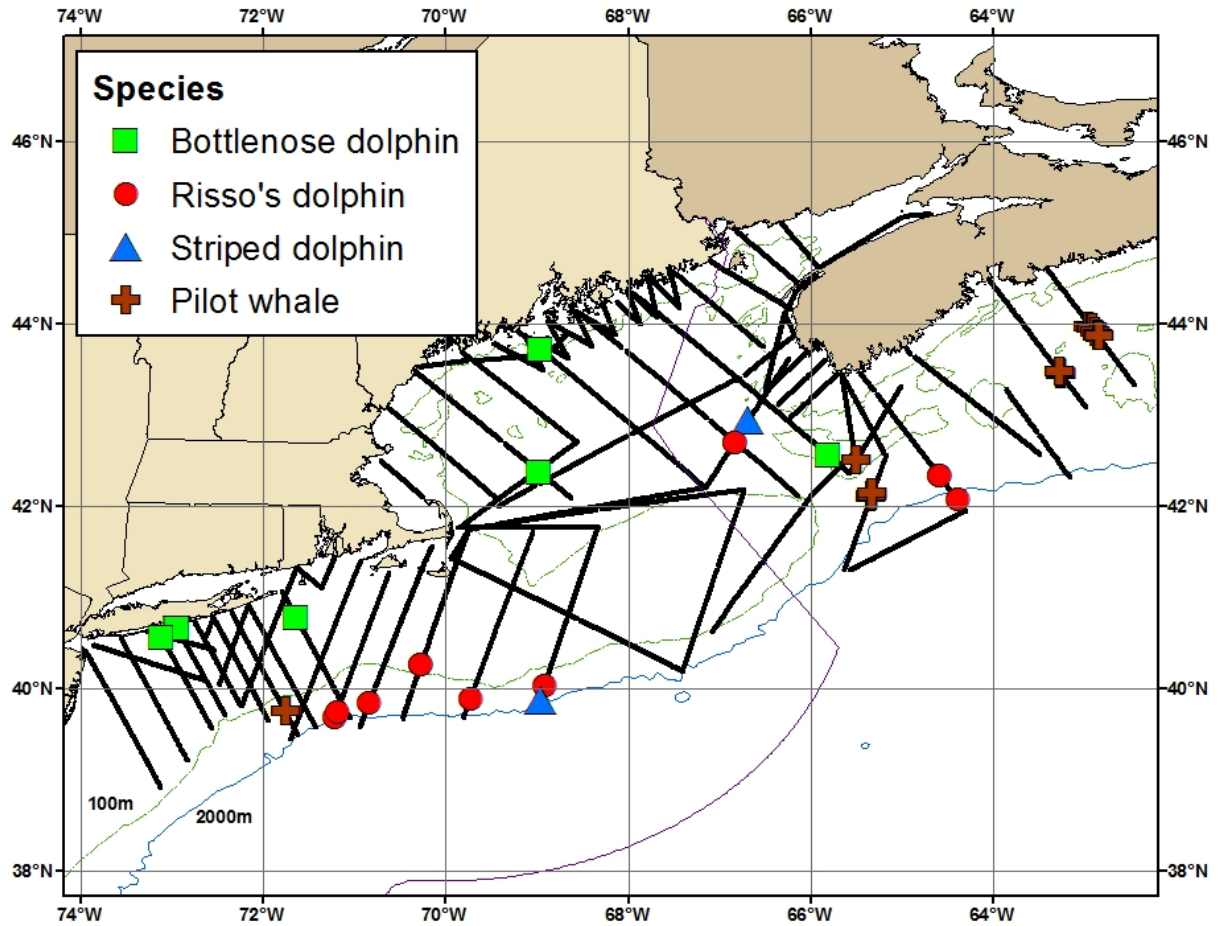 74°W 72°W 70°W 68°W 66°W 64°W
Species
Bottlenose dolphin
Risso's dolphin
Striped dolphin
Pilot whale
46°N 46°N
44°N 44°N
42°N 42°N
40°N 40°N
100m
2000m
38°N 38°N
74°W 72°W 70°W 68°W 66°W 64°W